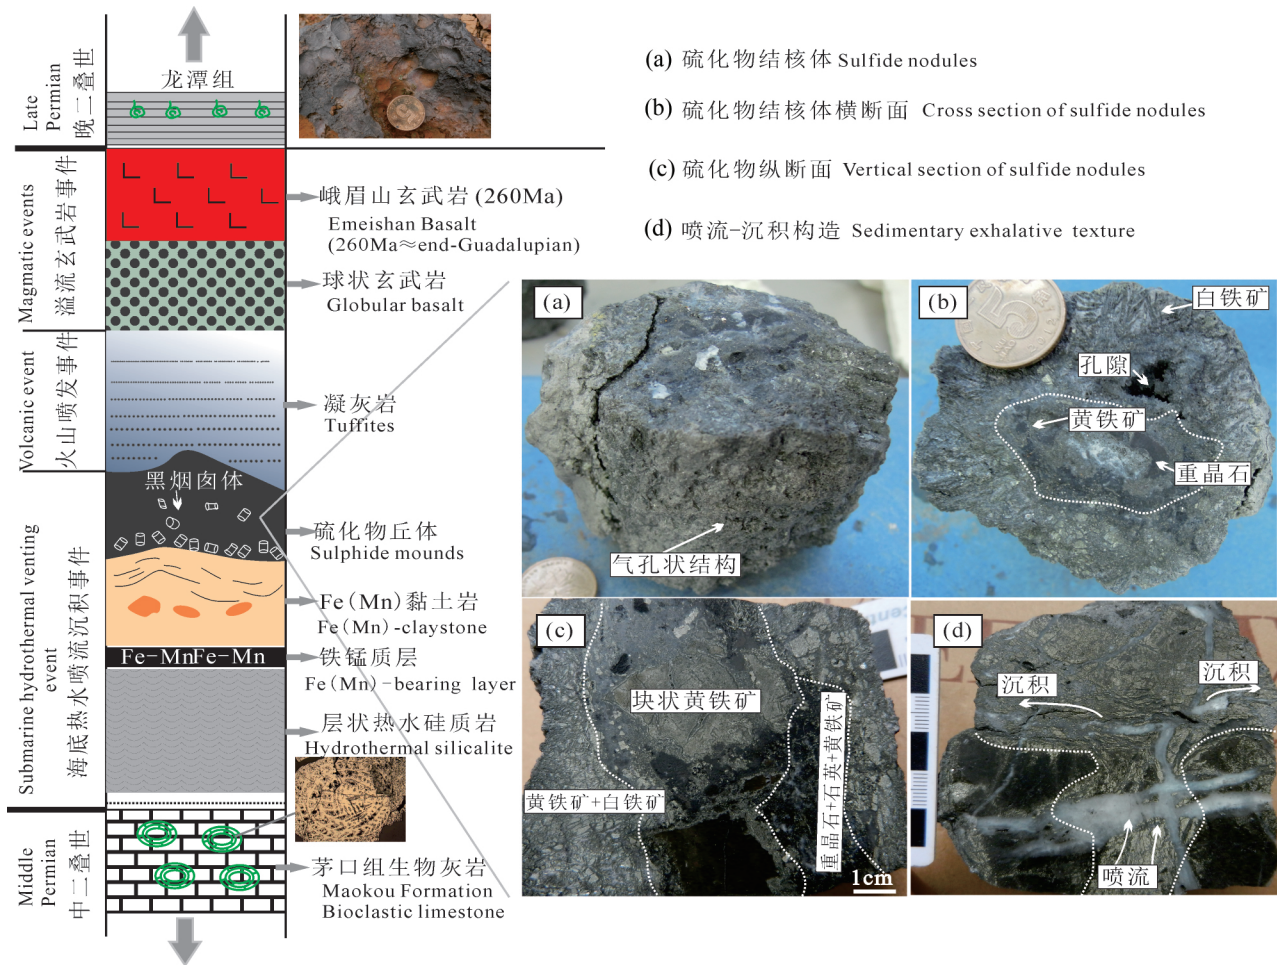 Late
Permian
晚二叠世
龙潭组
Magmatic events
溢流玄武岩事件
峨眉山玄武岩(260Ma)
Emeishan Basalt
(260Ma≈end-Guadalupian)
球状玄武岩
Globular basalt
Volcanic event
火山喷发事件
凝灰岩
Tuffites
黑烟囱体
硫化物丘体
Sulphide mounds
Submarine hydrothermal venting
event
海底热水喷流沉积事件
Fe(Mn)黏土岩
Fe(Mn)-claystone
Fe-MnFe-Mn
铁锰质层
Fe(Mn)-bearing layer
层状热水硅质岩
Hydrothermal silicalite
Middle
Permian
中二叠世
茅口组生物灰岩
Maokou Formation
Bioclastic limestone
(a) 硫化物结核体 Sulfide nodules
(b) 硫化物结核体横断面 Cross section of sulfide nodules
(c) 硫化物纵断面 Vertical section of sulfide nodules
(d) 喷流-沉积构造 Sedimentary exhalative texture
(a)
气孔状结构
(b)
5
白铁矿
孔隙
黄铁矿
重晶石
(c)
块状黄铁矿
黄铁矿+白铁矿
重晶石+石英+黄铁矿
1cm
(d)
沉积
沉积
喷流